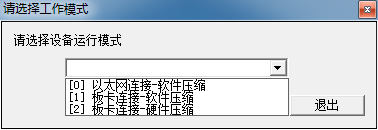 请选择工作模式
请选择设备运行模式
[0] 以太网连接-软件压缩
[1] 板卡连接-软件压缩
[2] 板卡连接-硬件压缩
退出